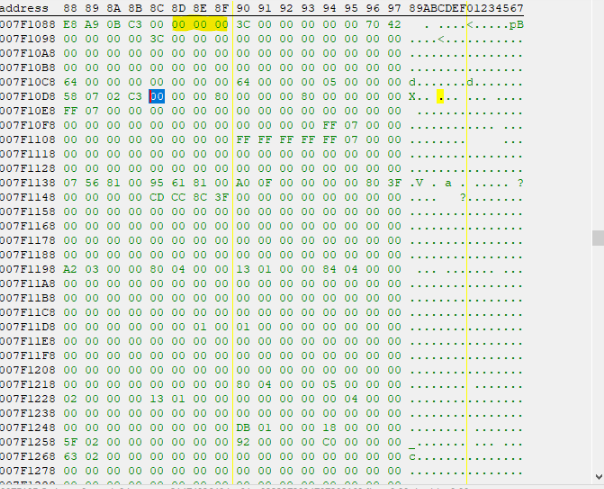 address 88 89 8A 8B 8C 8D 8E 8F 90 91 92 93 94 95 96 97 89ABCDEF01234567
007F1088 E8 A9 0B C3 00 00 00 00 3C 00 00 00 00 00 70 42 . . ....<.....pB
007F1098 00 00 00 00 3C 00 00 00 00 00 00 00 00 00 00 00 ....<...........
007F10A8 00 00 00 00 00 00 00 00 00 00 00 00 00 00 00 00 ................
007F10B8 00 00 00 00 00 00 00 00 00 00 00 00 00 00 00 00 ................
007F10C8 64 00 00 00 00 00 00 00 64 00 00 00 05 00 00 00 d.......d.......
007F10D8 58 07 02 C3 00 00 00 80 00 00 00 80 00 00 00 00 X.. ... ... ....
007F10E8 FF 07 00 00 00 00 00 00 00 00 00 00 00 00 00 00 ...............
007F10F8 00 00 00 00 00 00 00 00 00 00 00 00 FF 07 00 00 ............ ...
007F1108 00 00 00 00 00 00 00 00 FF FF FF FF FF 07 00 00 ........ ...
007F1118 00 00 00 00 00 00 00 00 00 00 00 00 00 00 00 00 ................
007F1128 00 00 00 00 00 00 00 00 00 00 00 00 00 00 00 00 ................
007F1138 07 56 81 00 95 61 81 00 A0 0F 00 00 00 00 80 3F .V . a . ..... ?
007F1148 00 00 00 00 CD CC 8C 3F 00 00 00 00 00 00 00 00 .... ?........
007F1158 00 00 00 00 00 00 00 00 00 00 00 00 00 00 00 00 ................
007F1168 00 00 00 00 00 00 00 00 00 00 00 00 00 00 00 00 ................
007F1178 00 00 00 00 00 00 00 00 00 00 00 00 00 00 00 00 ................
007F1188 00 00 00 00 00 00 00 00 00 00 00 00 00 00 00 00 ................
007F1198 A2 03 00 00 80 04 00 00 13 01 00 00 84 04 00 00 ... ....... ...
007F11A8 00 00 00 00 00 00 00 00 00 00 00 00 00 00 00 00 ................
007F11B8 00 00 00 00 00 00 00 00 00 00 00 00 00 00 00 00 ................
007F11C8 00 00 00 00 00 00 00 00 00 00 00 00 00 00 00 00 ................
007F11D8 00 00 00 00 00 00 01 00 01 00 00 00 00 00 00 00 ................
007F11E8 00 00 00 00 00 00 00 00 00 00 00 00 00 00 00 00 ................
007F11F8 00 00 00 00 00 00 00 00 00 00 00 00 00 00 00 00 ................
007F1208 00 00 00 00 00 00 00 00 00 00 00 00 00 00 00 00 ................
007F1218 00 00 00 00 00 00 00 00 80 04 00 00 05 00 00 00 ........ .......
007F1228 02 00 00 00 13 01 00 00 00 00 00 00 00 04 00 00 ................
007F1238 00 00 00 00 00 00 00 00 00 00 00 00 00 00 00 00 ................
007F1248 00 00 00 00 00 00 00 00 DB 01 00 00 18 00 00 00 ........ .......
007F1258 5F 02 00 00 00 00 00 00 92 00 00 00 C0 00 00 00 _....... ... ...
007F1268 63 02 00 00 00 00 00 00 00 00 00 00 00 00 00 00 c...............
007F1278 00 00 00 00 00 00 00 00 00 00 00 00 00 00 00 00 ................